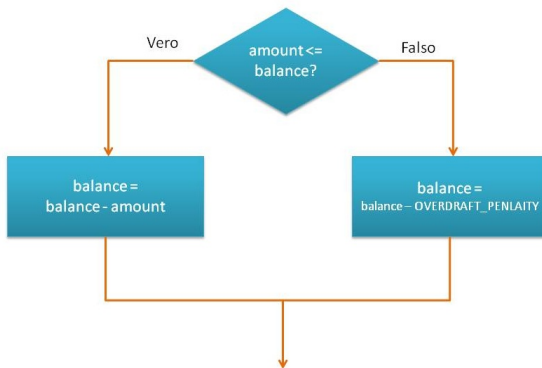 Vero
amount <=
balance?
Falso
balance =
balance - amount
balance =
balance – OVERDRAFT_PENLAITY